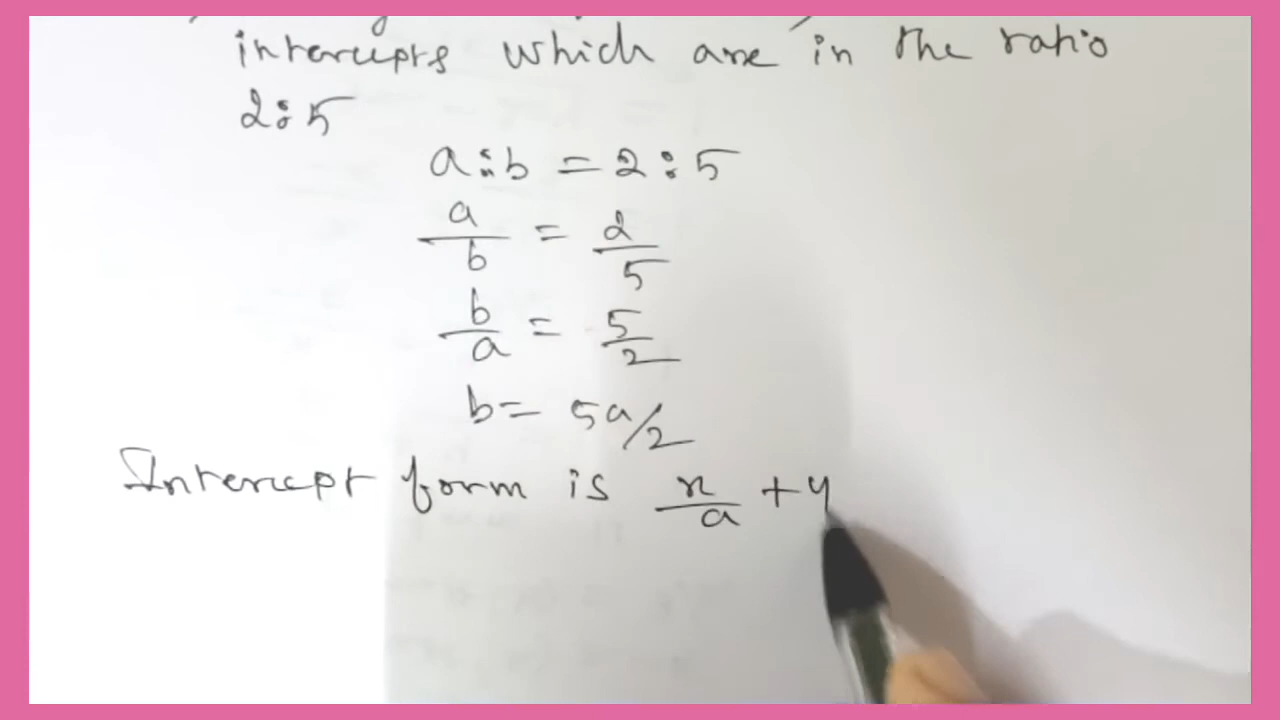 intercepts which are in the ratio
2:5
a:b = 2:5
a/b = 2/5
b/a = 5/2
b = 5a/2
Intercept form is x/a + y